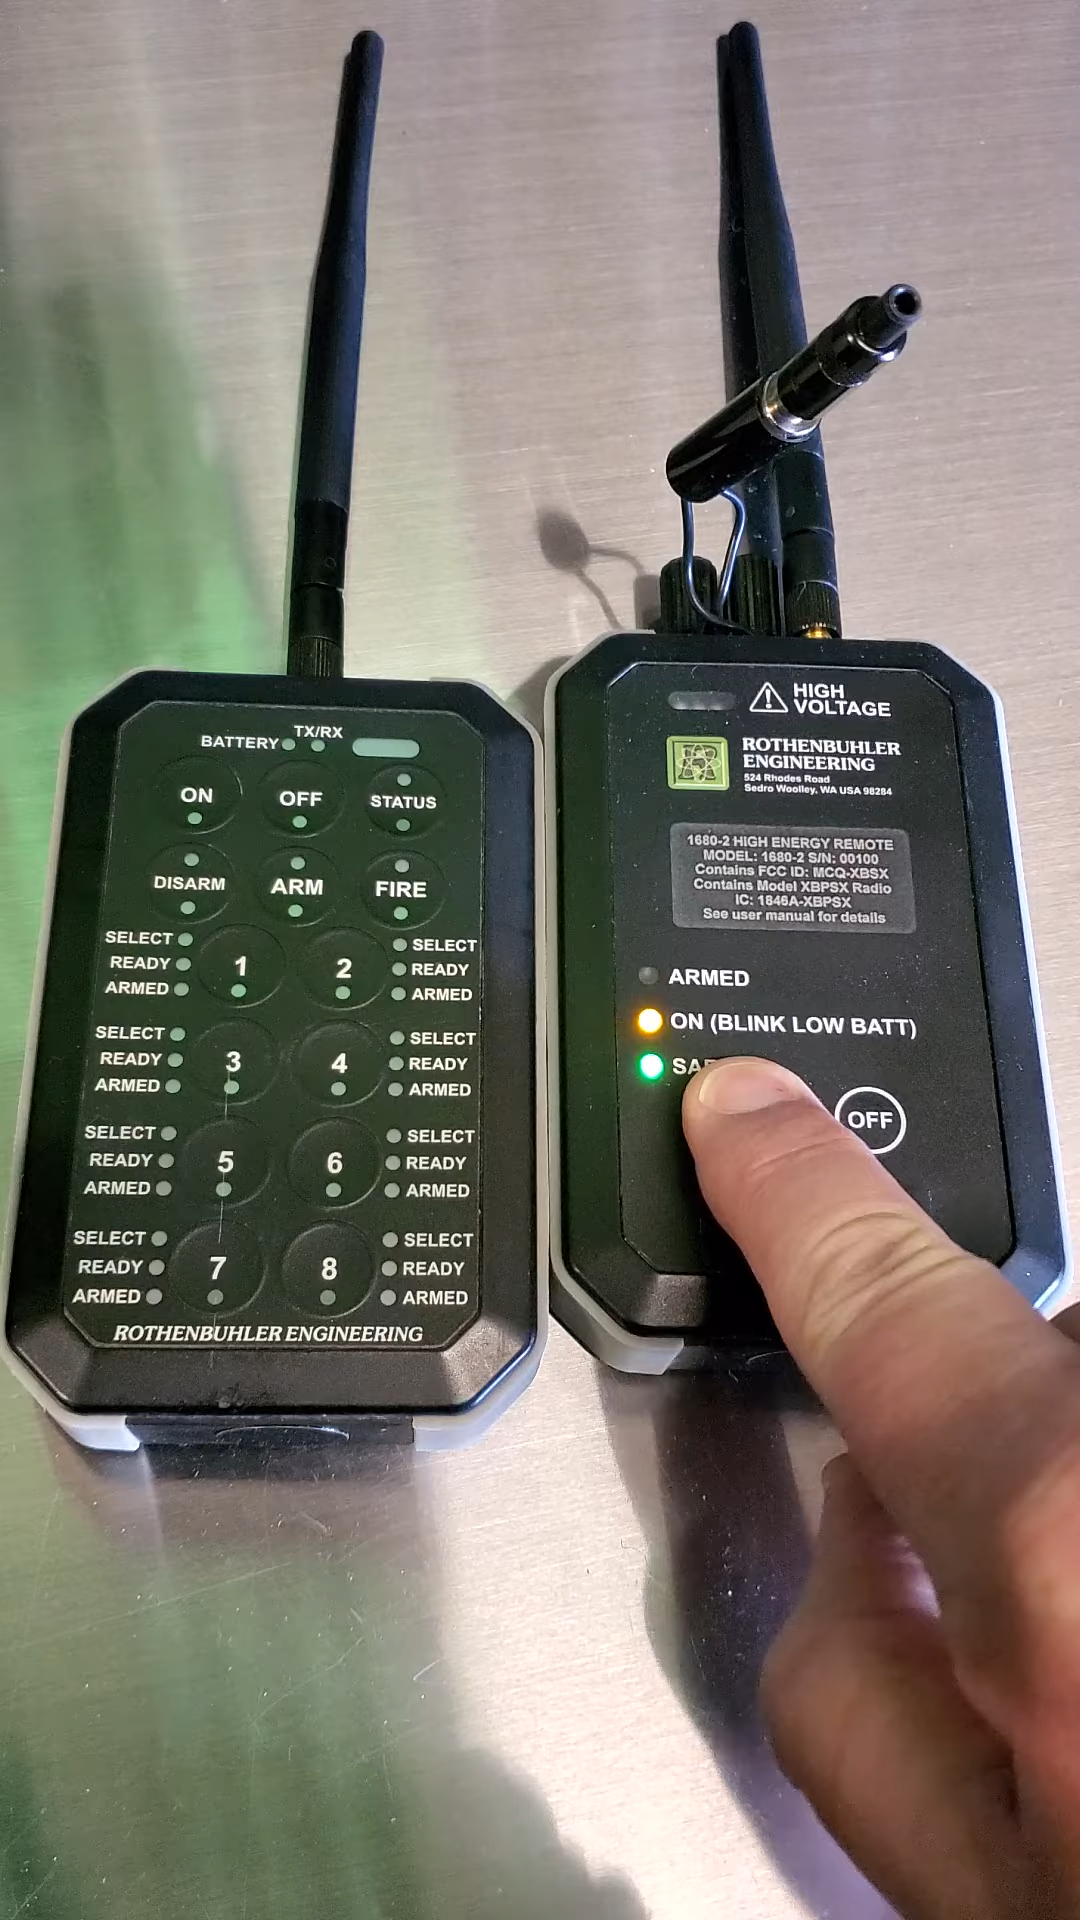 BATTERY TX/RX
ON OFF STATUS
DISARM ARM FIRE
SELECT 1 2 SELECT
READY READY
ARMED ARMED
SELECT 3 4 SELECT
READY READY
ARMED ARMED
SELECT 5 6 SELECT
READY READY
ARMED ARMED
SELECT 7 8 SELECT
READY READY
ARMED ARMED
ROTHENBUHLER ENGINEERING
HIGH
VOLTAGE
ROTHENBUHLER
ENGINEERING
524 Rhodes Road
Sedro Woolley, WA USA 98284
1680-2 HIGH ENERGY REMOTE
MODEL: 1680-2 S/N: 00100
Contains FCC ID: MCQ-XBSX
Contains Model XBPSX Radio
IC: 1846A-XBPSX
See user manual for details
ARMED
ON (BLINK LOW BATT)
OFF